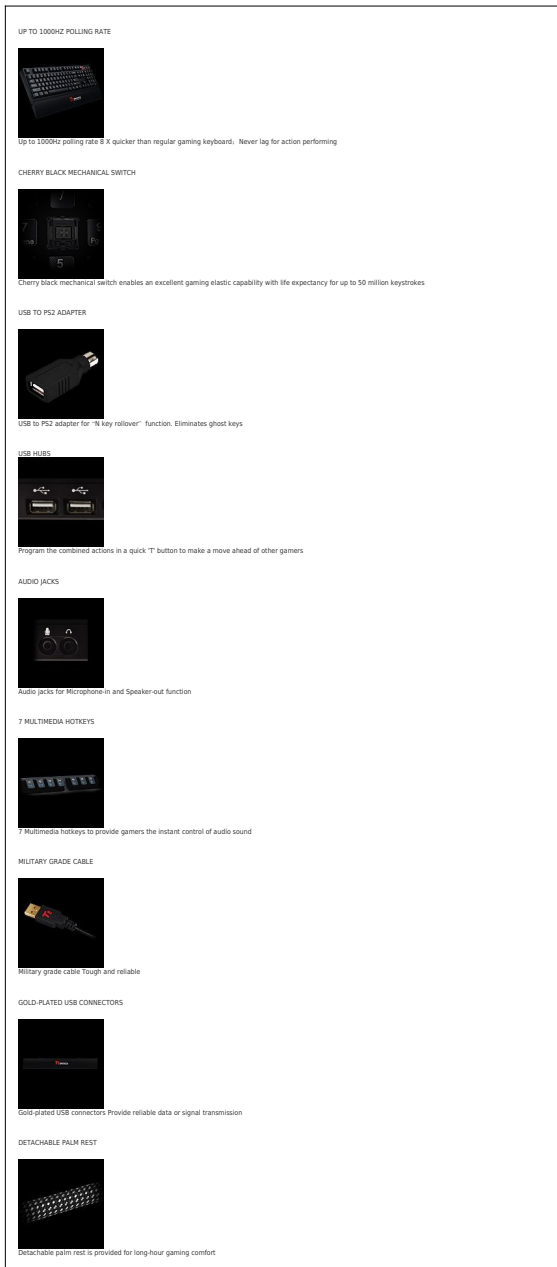 UP TO 1000HZ POLLING RATE
Up to 1000Hz polling rate 8 X quicker than regular gaming keyboard；Never lag for action performing
CHERRY BLACK MECHANICAL SWITCH
7
5
Cherry black mechanical switch enables an excellent gaming elastic capability with life expectancy for up to 50 million keystrokes
USB TO PS2 ADAPTER
USB to PS2 adapter for “N key rollover” function. Eliminates ghost keys
USB HUBS
Program the combined actions in a quick 'T' button to make a move ahead of other gamers
AUDIO JACKS
Audio jacks for Microphone-in and Speaker-out function
7 MULTIMEDIA HOTKEYS
7 Multimedia hotkeys to provide gamers the instant control of audio sound
MILITARY GRADE CABLE
Military grade cable Tough and reliable
GOLD-PLATED USB CONNECTORS
Gold-plated USB connectors Provide reliable data or signal transmission
DETACHABLE PALM REST
Detachable palm rest is provided for long-hour gaming comfort